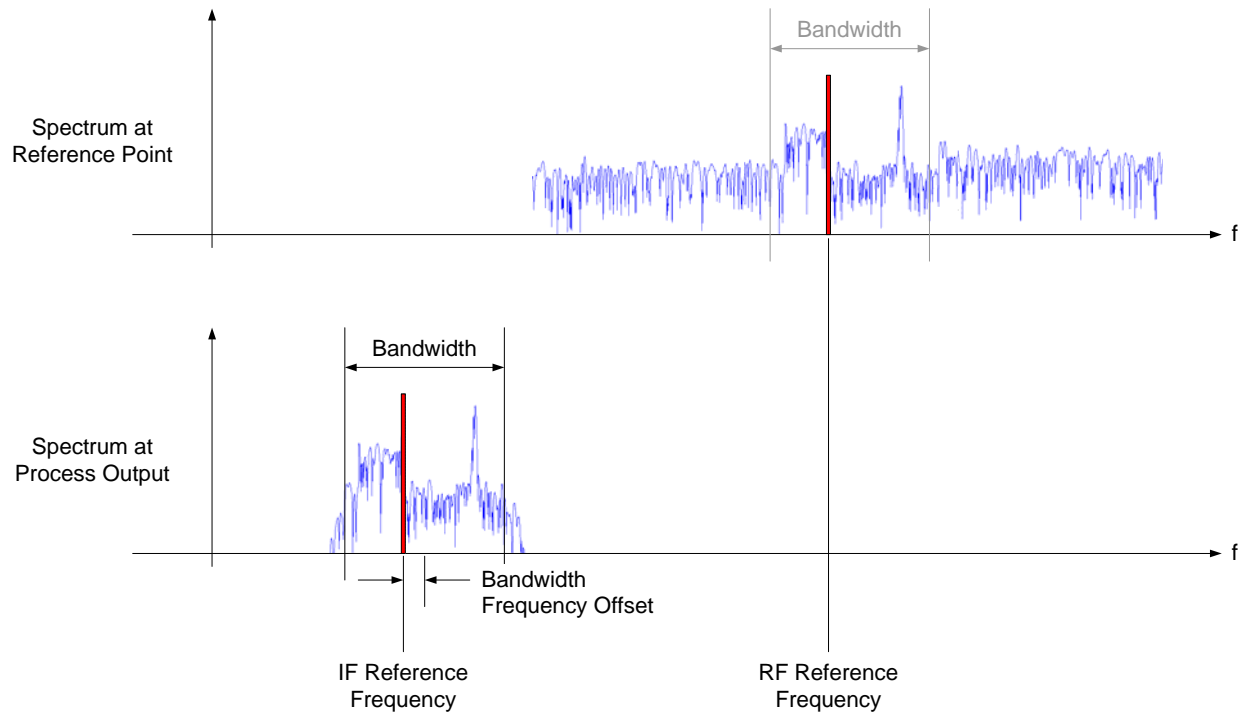 Bandwidth
Spectrum at
Reference Point
f
Bandwidth
Spectrum at
Process Output
f
Bandwidth
Frequency Offset
IF Reference
Frequency
RF Reference
Frequency